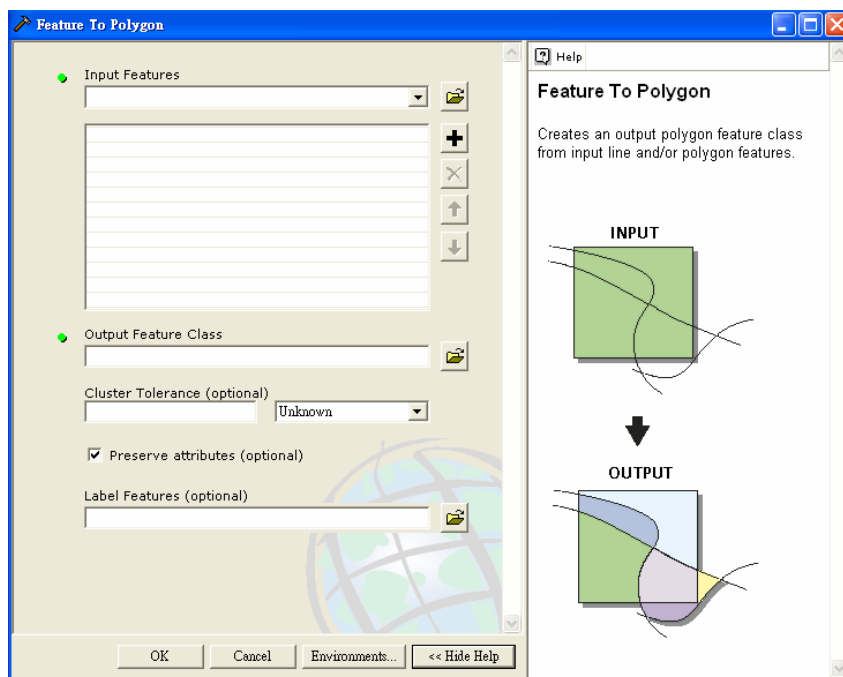 Feature To Polygon
Input Features
Output Feature Class
Cluster Tolerance (optional)
Unknown
Preserve attributes (optional)
Label Features (optional)
OK
Cancel
Environments...
<< Hide Help
Help
Feature To Polygon
Creates an output polygon feature class
from input line and/or polygon features.
INPUT
OUTPUT